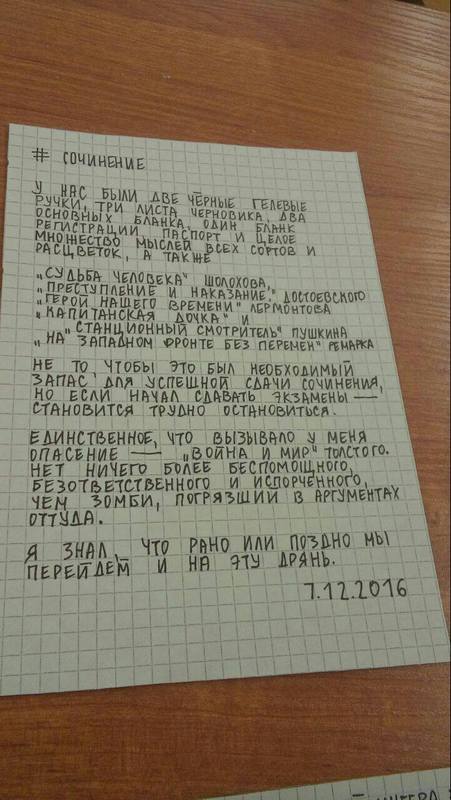 # СОЧИНЕНИЕ
У НАС БЫЛИ ДВЕ ЧЁРНЫЕ ГЕЛЕВЫЕ
РУЧКИ, ТРИ ЛИСТА ЧЕРНОВИКА, ДВА
ОСНОВНЫХ БЛАНКА, ОДИН БЛАНК
РЕГИСТРАЦИИ, ПАСПОРТ И ЦЕЛОЕ
МНОЖЕСТВО МЫСЛЕЙ ВСЕХ СОРТОВ И
РАСЦВЕТОК, А ТАКЖЕ
„СУДЬБА ЧЕЛОВЕКА" ШОЛОХОВА,
„ПРЕСТУПЛЕНИЕ И НАКАЗАНИЕ," ДОСТОЕВСКОГО
„ГЕРОЙ НАШЕГО ВРЕМЕНИ" ЛЕРМОНТОВА
„КАПИТАНСКАЯ ДОЧКА" И
„СТАНЦИОННЫЙ СМОТРИТЕЛЬ" ПУШКИНА
„НА ЗАПАДНОМ ФРОНТЕ БЕЗ ПЕРЕМЕН" РЕМАРКА
НЕ ТО, ЧТОБЫ ЭТО БЫЛ НЕОБХОДИМЫЙ
ЗАПАС ДЛЯ УСПЕШНОЙ СДАЧИ СОЧИНЕНИЯ,
НО ЕСЛИ НАЧАЛ СДАВАТЬ ЭКЗАМЕНЫ —
СТАНОВИТСЯ ТРУДНО ОСТАНОВИТЬСЯ.
ЕДИНСТВЕННОЕ, ЧТО ВЫЗЫВАЛО У МЕНЯ
ОПАСЕНИЕ — „ВОЙНА И МИР" ТОЛСТОГО.
НЕТ НИЧЕГО БОЛЕЕ БЕСПОМОЩНОГО,
БЕЗОТВЕТСТВЕННОГО И ИСПОРЧЕННОГО,
ЧЕМ ЗОМБИ, ПОГРЯЗШИЙ В АРГУМЕНТАХ
ОТТУДА.
Я ЗНАЛ, ЧТО РАНО ИЛИ ПОЗДНО МЫ
ПЕРЕЙДЁМ И НА ЭТУ ДРЯНЬ.
7.12.2016